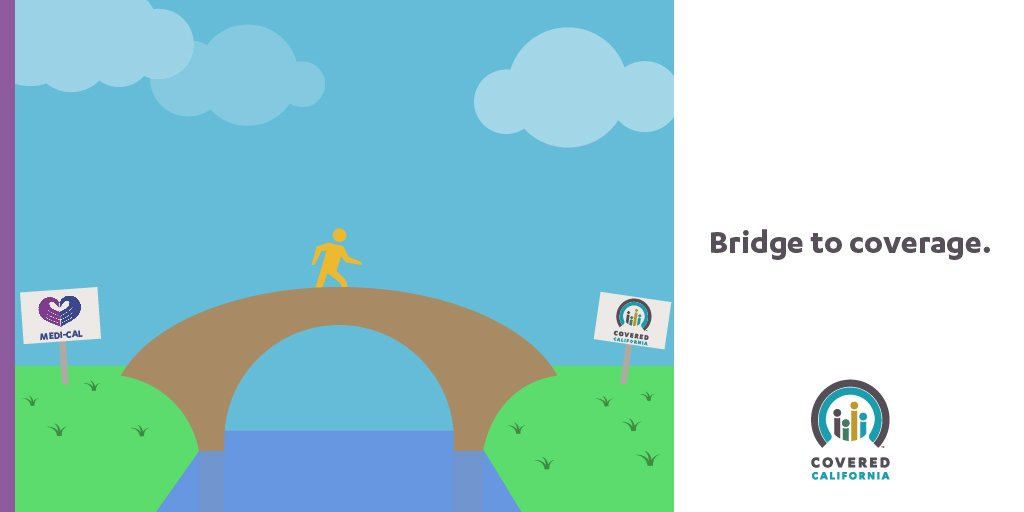 Bridge to coverage.
MEDI-CAL
COVERED
CALIFORNIA
COVERED
CALIFORNIA